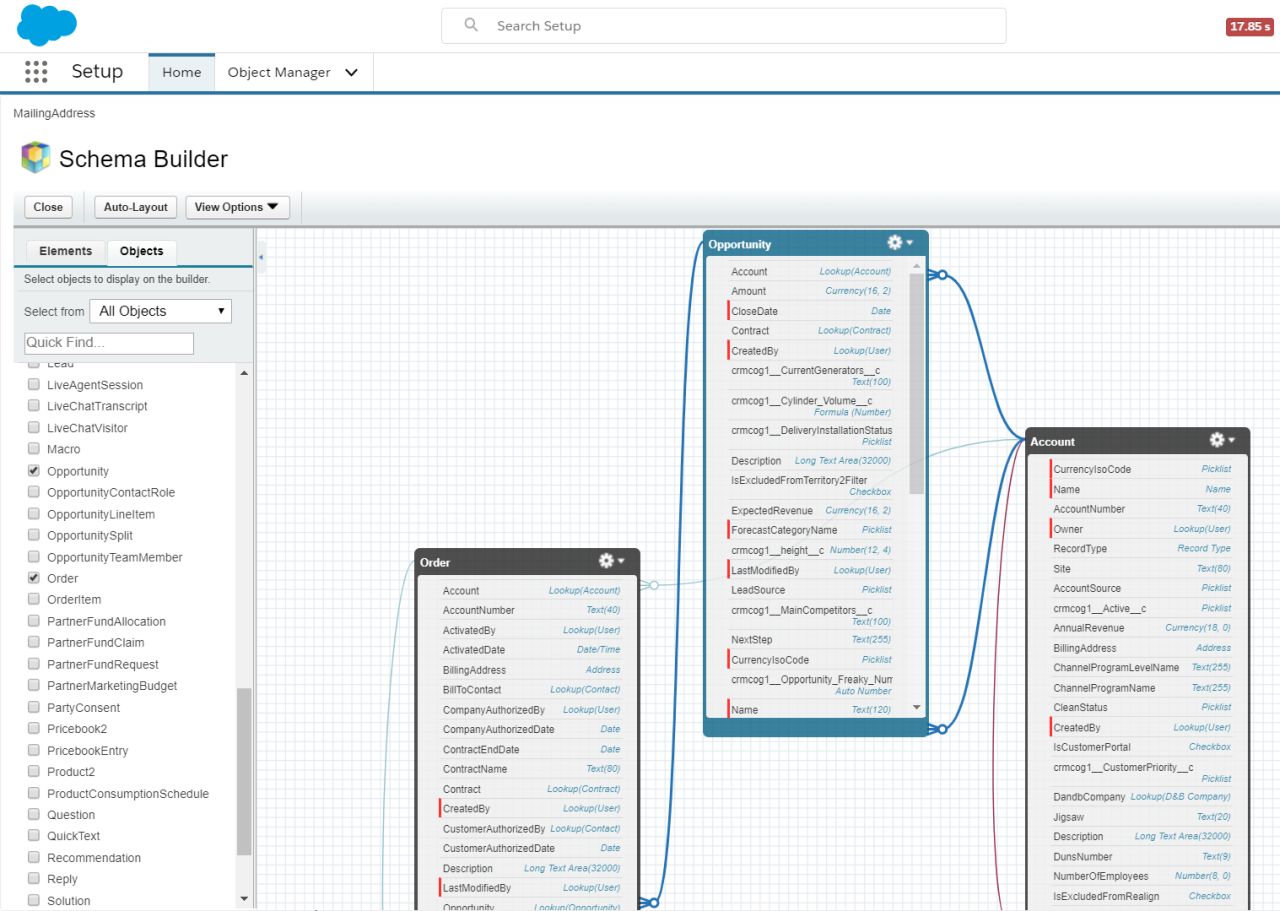 Search Setup
17.85 s
Setup
Home
Object Manager
MailingAddress
Schema Builder
Close
Auto-Layout
View Options
Elements
Objects
Select objects to display on the builder.
Select from
All Objects
Quick Find...
Lead
LiveAgentSession
LiveChatTranscript
LiveChatVisitor
Macro
Opportunity
OpportunityContactRole
OpportunityLineItem
OpportunitySplit
OpportunityTeamMember
Order
OrderItem
PartnerFundAllocation
PartnerFundClaim
PartnerFundRequest
PartnerMarketingBudget
PartyConsent
Pricebook2
PricebookEntry
Product2
ProductConsumptionSchedule
Question
QuickText
Recommendation
Reply
Solution
Order
Account Lookup(Account)
AccountNumber Text(40)
ActivatedBy Lookup(User)
ActivatedDate Date/Time
BillingAddress Address
BillToContact Lookup(Contact)
CompanyAuthorizedBy Lookup(User)
CompanyAuthorizedDate Date
ContractEndDate Date
ContractName Text(80)
Contract Lookup(Contract)
CreatedBy Lookup(User)
CustomerAuthorizedBy Lookup(Contact)
CustomerAuthorizedDate Date
Description Long Text Area(32000)
LastModifiedBy Lookup(User)
Opportunity Lookup(Opportunity)
Opportunity
Account Lookup(Account)
Amount Currency(16, 2)
CloseDate Date
Contract Lookup(Contract)
CreatedBy Lookup(User)
crmcog1__CurrentGenerators__c
Text(100)
crmcog1__Cylinder_Volume__c
Formula (Number)
crmcog1__DeliveryInstallationStatus
Picklist
Description Long Text Area(32000)
IsExcludedFromTerritory2Filter
Checkbox
ExpectedRevenue Currency(16, 2)
ForecastCategoryName Picklist
crmcog1__height__c Number(12, 4)
LastModifiedBy Lookup(User)
LeadSource Picklist
crmcog1__MainCompetitors__c
Text(100)
NextStep Text(255)
CurrencyIsoCode Picklist
crmcog1__Opportunity_Freaky_Num
Auto Number
Name Text(120)
Account
CurrencyIsoCode Picklist
Name Name
AccountNumber Text(40)
Owner Lookup(User)
RecordType Record Type
Site Text(80)
AccountSource Picklist
crmcog1__Active__c Picklist
AnnualRevenue Currency(18, 0)
BillingAddress Address
ChannelProgramLevelName Text(255)
ChannelProgramName Text(255)
CleanStatus Picklist
CreatedBy Lookup(User)
IsCustomerPortal Checkbox
crmcog1__CustomerPriority__c
Picklist
DandbCompany Lookup(D&B Company)
Jigsaw Text(20)
Description Long Text Area(32000)
DunsNumber Text(9)
NumberOfEmployees Number(8, 0)
IsExcludedFromRealign Checkbox